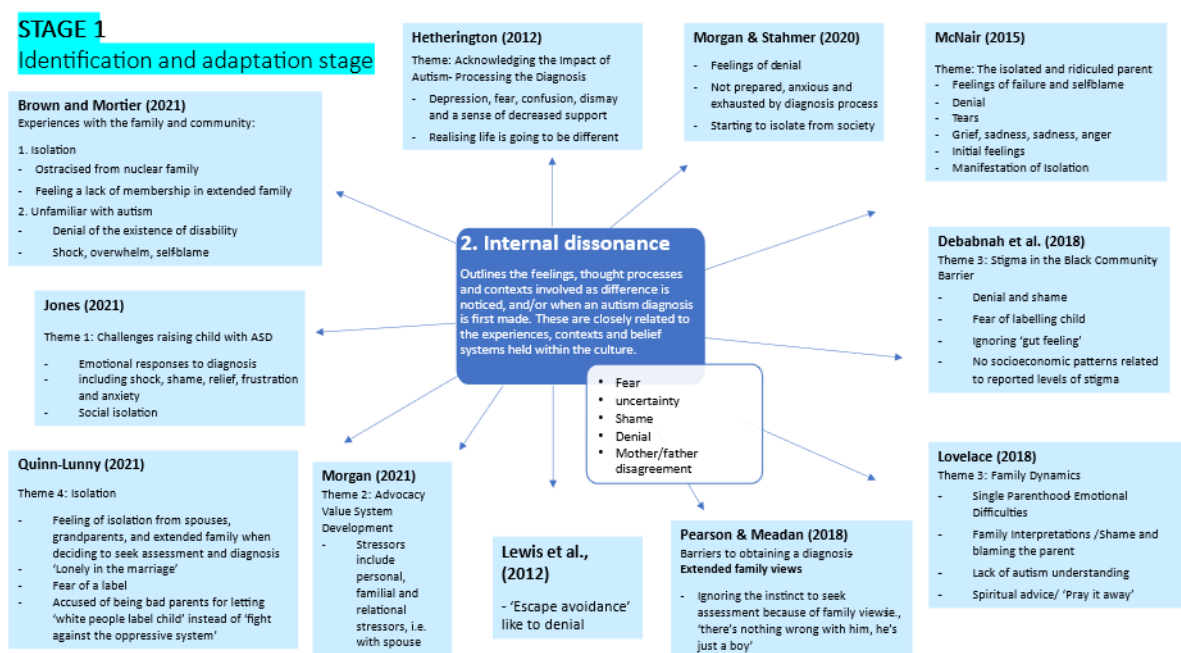 STAGE 1
Identification and adaptation stage
Brown and Mortier (2021)
Experiences with the family and community:
1. Isolation
- Ostracised from nuclear family
- Feeling a lack of membership in extended family
2. Unfamiliar with autism
- Denial of the existence of disability
- Shock, overwhelm, selfblame
Hetherington (2012)
Theme: Acknowledging the Impact of
Autism- Processing the Diagnosis
- Depression, fear, confusion, dismay
and a sense of decreased support
- Realising life is going to be different
Morgan & Stahmer (2020)
- Feelings of denial
- Not prepared, anxious and
exhausted by diagnosis process
- Starting to isolate from society
McNair (2015)
Theme: The isolated and ridiculed parent
- Feelings of failure and selfblame
- Denial
- Tears
- Grief, sadness, sadness, anger
- Initial feelings
- Manifestation of Isolation
2. Internal dissonance
Outlines the feelings, thought processes
and contexts involved as difference is
noticed, and/or when an autism diagnosis
is first made. These are closely related to
the experiences, contexts and belief
systems held within the culture.
• Fear
• uncertainty
• Shame
• Denial
• Mother/father
disagreement
Debabnah et al. (2018)
Theme 3: Stigma in the Black Community
Barrier
- Denial and shame
- Fear of labelling child
- Ignoring ‘gut feeling’
- No socioeconomic patterns related
to reported levels of stigma
Jones (2021)
Theme 1: Challenges raising child with ASD
- Emotional responses to diagnosis
- including shock, shame, relief, frustration
and anxiety
- Social isolation
Quinn-Lunny (2021)
Theme 4: Isolation
- Feeling of isolation from spouses,
grandparents, and extended family when
deciding to seek assessment and diagnosis
- ‘Lonely in the marriage’
- Fear of a label
- Accused of being bad parents for letting
‘white people label child’ instead of ‘fight
against the oppressive system’
Morgan (2021)
Theme 2: Advocacy
Value System
Development
- Stressors
include
personal,
familial and
relational
stressors, i.e.
with spouse
Lewis et al.,
(2012)
- ‘Escape avoidance’
like to denial
Pearson & Meadan (2018)
Barriers to obtaining a diagnosis-
Extended family views
- Ignoring the instinct to seek
assessment because of family views i.e.,
‘there’s nothing wrong with him, he’s
just a boy’
Lovelace (2018)
Theme 3: Family Dynamics
- Single Parenthood- Emotional
Difficulties
- Family Interpretations /Shame and
blaming the parent
- Lack of autism understanding
- Spiritual advice/ ‘Pray it away’